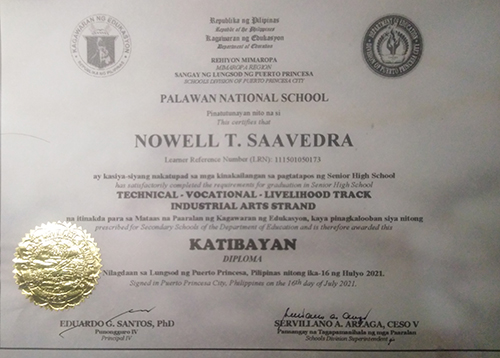 Republika ng Pilipinas
Republic of the Philippines
Kagawaran ng Edukasyon
Department of Education
REHIYON MIMAROPA
MIMAROPA REGION
SANGAY NG LUNGSOD NG PUERTO PRINCESA
SCHOOLS DIVISION OF PUERTO PRINCESA CITY
PALAWAN NATIONAL SCHOOL
Pinatutunayan nito na si
This certifies that
NOWELL T. SAAVEDRA
Learner Reference Number (LRN): 111501050173
ay kasiya-siyang nakatupad sa mga kinakailangan sa pagtatapos ng Senior High School
has satisfactorily completed the requirements for graduation in Senior High School
TECHNICAL - VOCATIONAL - LIVELIHOOD TRACK
INDUSTRIAL ARTS STRAND
na itinakda para sa Mataas na Paaralan ng Kagawaran ng Edukasyon, kaya pinagkalooban siya nitong
prescribed for Secondary Schools of the Department of Education and is therefore awarded this
KATIBAYAN
DIPLOMA
Nilagdaan sa Lungsod ng Puerto Princesa, Pilipinas nitong ika-16 ng Hulyo 2021.
Signed in Puerto Princesa City, Philippines on the 16th day of July 2021.
EDUARDO G. SANTOS, PhD
Punongguro IV
Principal IV
SERVILLANO A. ARZAGA, CESO V
Pansangay na Tagapamanihala ng mga Paaralan
Schools Division Superintendent